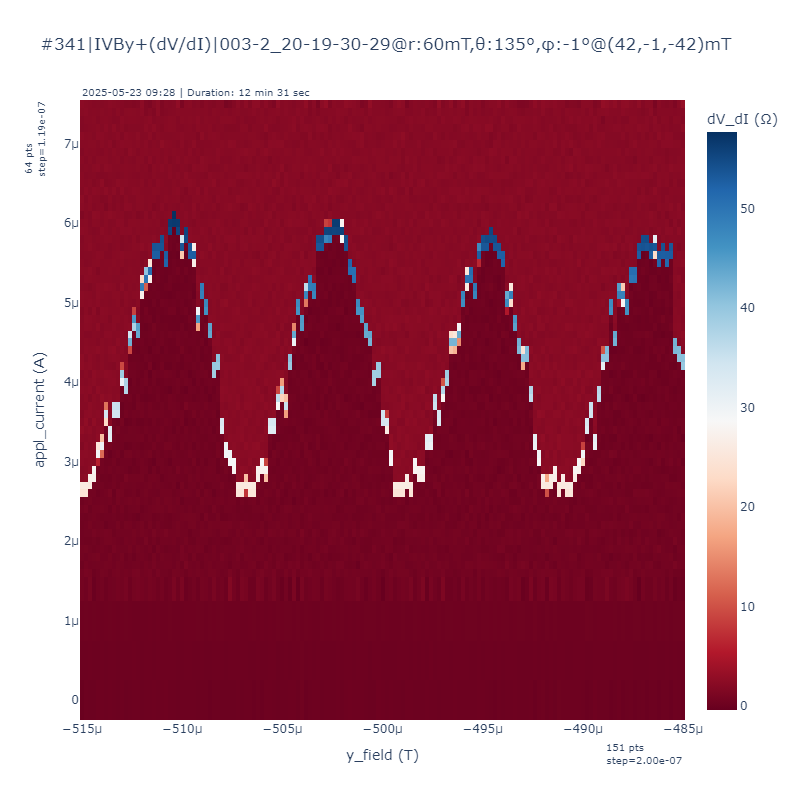 #341|IVBy+(dV/dI)|003-2_20-19-30-29@r:60mT,θ:135°,φ:-1°@(42,-1,-42)mT
2025-05-23 09:28 | Duration: 12 min 31 sec
64 pts
step=1.19e-07
dV_dI (Ω)
7μ
6μ
5μ
4μ
3μ
2μ
1μ
0
appl_current (A)
50
40
30
20
10
0
−515μ
−510μ
−505μ
−500μ
−495μ
−490μ
−485μ
y_field (T)
151 pts
step=2.00e-07